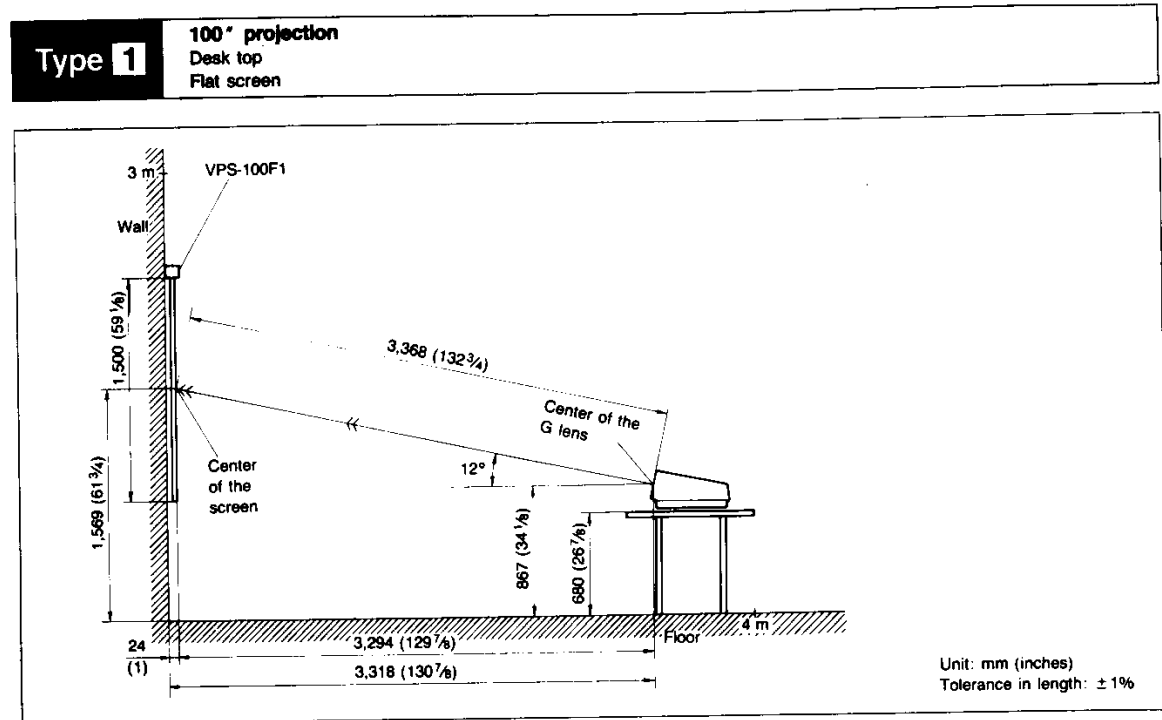 Type 1
100″ projection
Desk top
Flat screen
3 m
VPS-100F1
Wall
1,500 (59 1/8)
3,368 (132 3/4)
Center of the
G lens
12°
Center
of the
screen
1,569 (61 3/4)
867 (34 1/8)
680 (26 7/8)
4 m
Floor
24
(1)
3,294 (129 7/8)
3,318 (130 7/8)
Unit: mm (inches)
Tolerance in length: ±1%